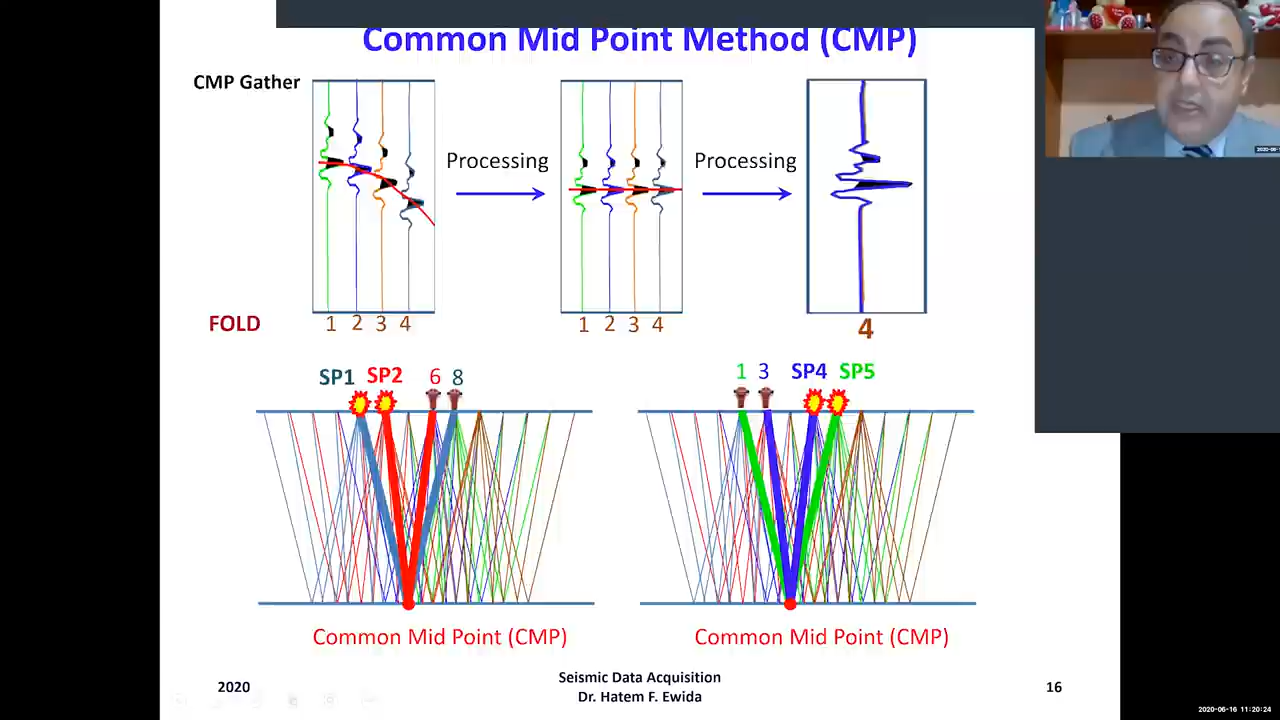 Common Mid Point Method (CMP)
CMP Gather
Processing
Processing
FOLD
1 2 3 4
1 2 3 4
4
SP1 SP2 6 8
1 3 SP4 SP5
Common Mid Point (CMP)
Common Mid Point (CMP)
2020
Seismic Data Acquisition
Dr. Hatem F. Ewida
16
2020-06-16 11:20:24